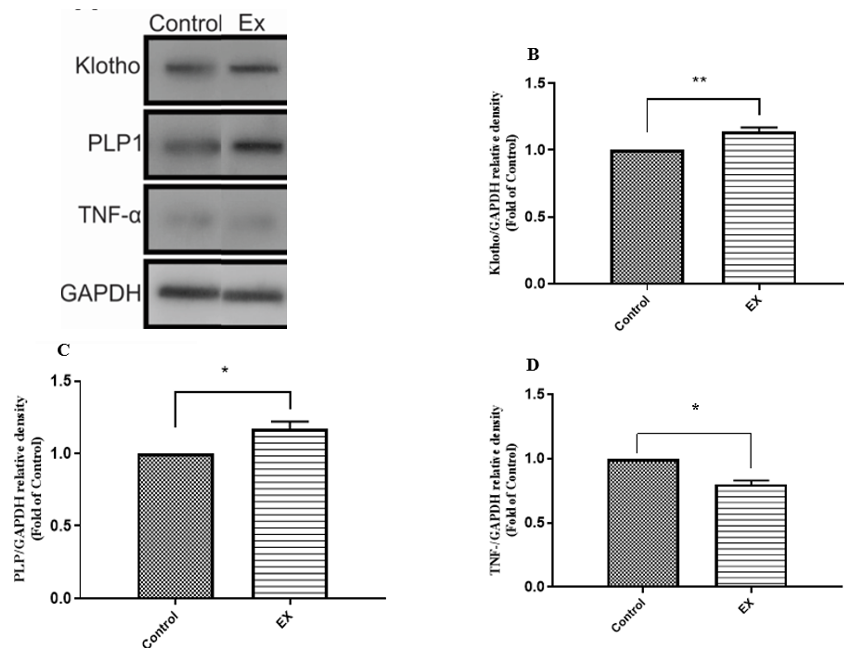 Control Ex
Klotho
PLP1
TNF-α
GAPDH
B
**
Klotho/GAPDH relative density
(Fold of Control)
1.5
1.0
0.5
0.0
Control
EX
C
*
PLP/GAPDH relative density
(Fold of Control)
1.5
1.0
0.5
0.0
Control
EX
D
*
TNF-/GAPDH relative density
(Fold of Control)
1.5
1.0
0.5
0.0
Control
EX